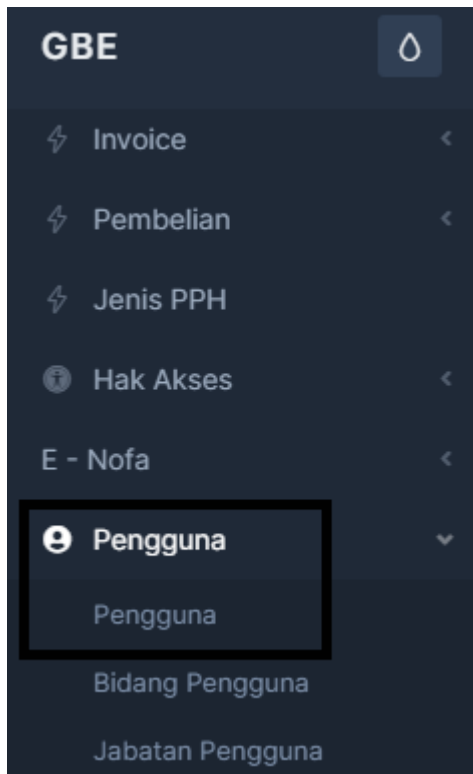 GBE
Invoice
Pembelian
Jenis PPH
Hak Akses
E - Nofa
Pengguna
Pengguna
Bidang Pengguna
Jabatan Pengguna